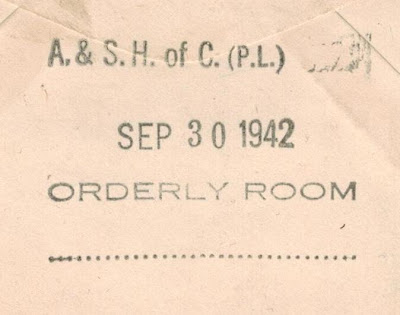 A. & S. H. of C. (P.L.)
SEP 30 1942
ORDERLY ROOM